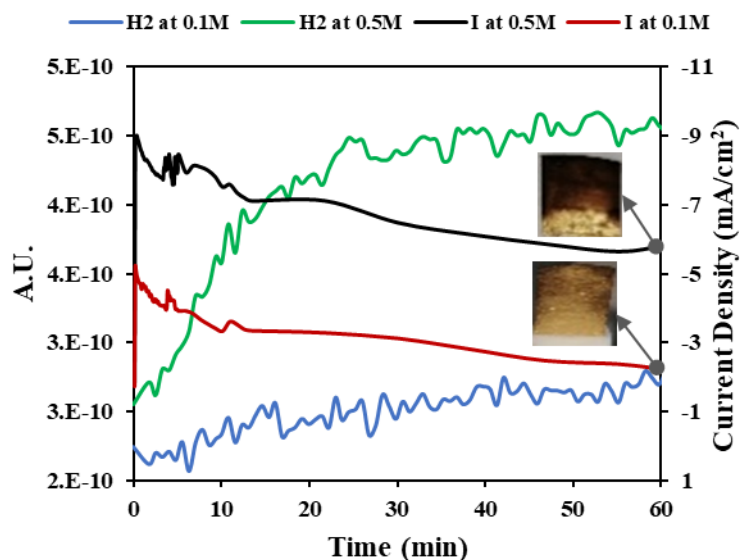 H2 at 0.1M H2 at 0.5M I at 0.5M I at 0.1M
5.E-10
5.E-10
4.E-10
4.E-10
3.E-10
3.E-10
2.E-10
A.U.
-11
-9
-7
-5
-3
-1
1
Current Density (mA/cm²)
0 10 20 30 40 50 60
Time (min)